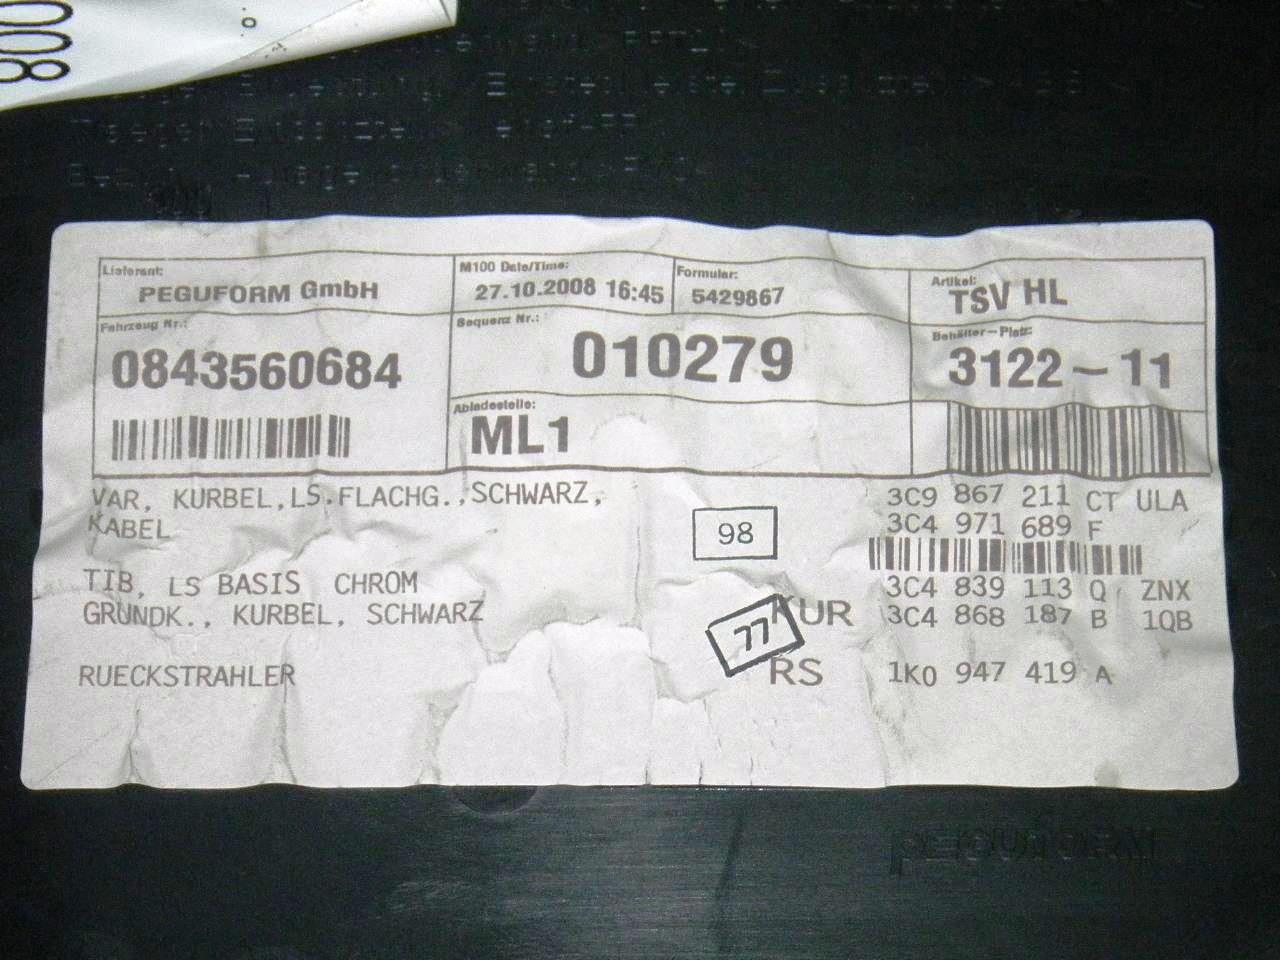 008
Lieferant:
PEGUFORM GmbH
M100 Date/Time:
27.10.2008 16:45
Formular:
5429867
Artikel:
TSV HL
Fahrzeug Nr.:
0843560684
Sequenz Nr.:
010279
Behälter-Platz:
3122-11
Abladestelle:
ML1
VAR, KURBEL,LS.FLACHG.,SCHWARZ,
KABEL
3C9 867 211 CT ULA
3C4 971 689 F
98
TIB, LS BASIS CHROM
GRUNDK., KURBEL, SCHWARZ
3C4 839 113 Q ZNX
77 KUR 3C4 868 187 B 1QB
RUECKSTRAHLER RS 1K0 947 419 A
PEGUFORM